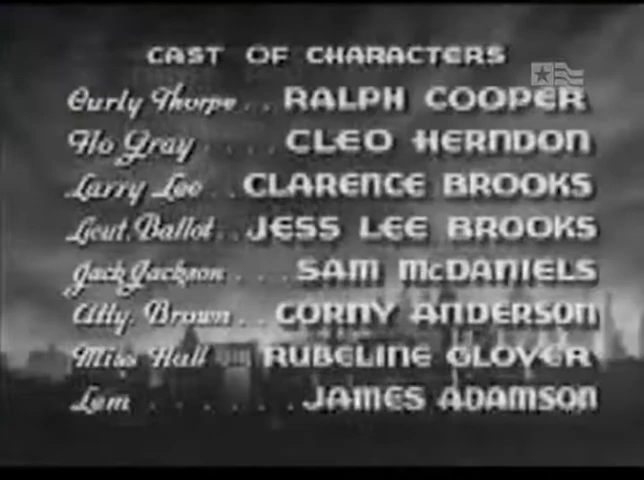 CAST OF CHARACTERS
Curly Thorpe . . RALPH COOPER
Flo Gray . . . . CLEO HERNDON
Larry Lee . . CLARENCE BROOKS
Lieut. Ballot . . JESS LEE BROOKS
Jack Jackson . . . SAM McDANIELS
Atty. Brown . . CORNY ANDERSON
Miss Hall RUBELINE GLOVER
Lem . . . . . . JAMES ADAMSON